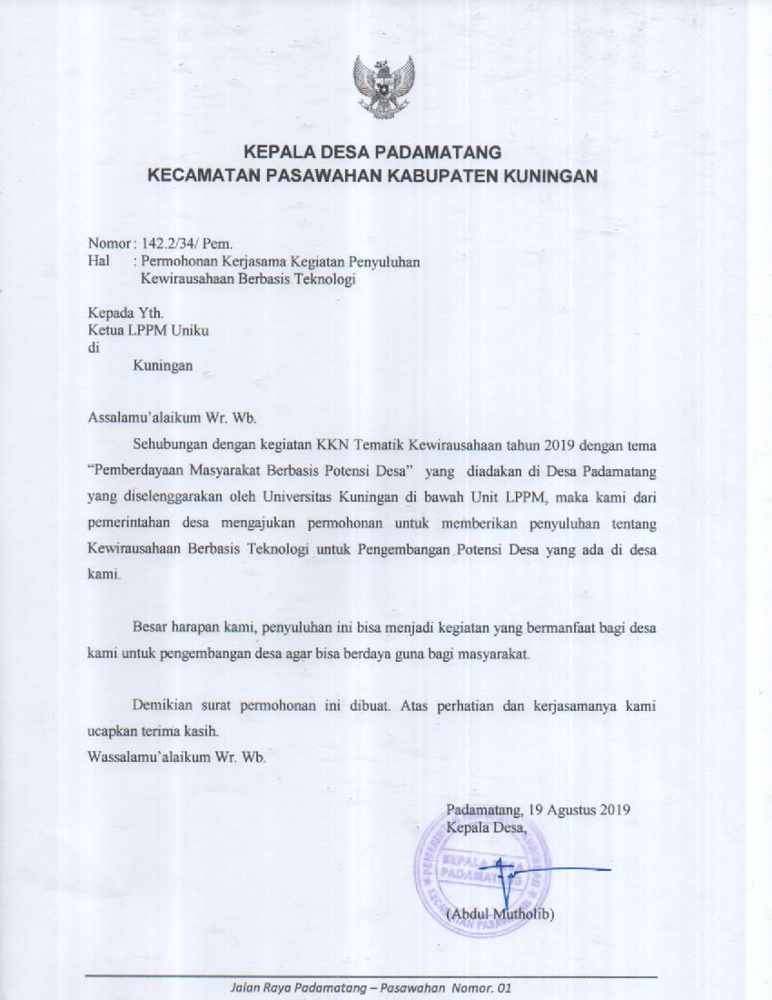 KEPALA DESA PADAMATANG
KECAMATAN PASAWAHAN KABUPATEN KUNINGAN
Nomor : 142.2/34/ Pem.
Hal : Permohonan Kerjasama Kegiatan Penyuluhan
Kewirausahaan Berbasis Teknologi
Kepada Yth.
Ketua LPPM Uniku
di
Kuningan
Assalamu’alaikum Wr. Wb.
Sehubungan dengan kegiatan KKN Tematik Kewirausahaan tahun 2019 dengan tema
“Pemberdayaan Masyarakat Berbasis Potensi Desa” yang diadakan di Desa Padamatang
yang diselenggarakan oleh Universitas Kuningan di bawah Unit LPPM, maka kami dari
pemerintahan desa mengajukan permohonan untuk memberikan penyuluhan tentang
Kewirausahaan Berbasis Teknologi untuk Pengembangan Potensi Desa yang ada di desa
kami.
Besar harapan kami, penyuluhan ini bisa menjadi kegiatan yang bermanfaat bagi desa
kami untuk pengembangan desa agar bisa berdaya guna bagi masyarakat.
Demikian surat permohonan ini dibuat. Atas perhatian dan kerjasamanya kami
ucapkan terima kasih.
Wassalamu’alaikum Wr. Wb.
Padamatang, 19 Agustus 2019
Kepala Desa,
KEPALA DESA
PADAMATANG
KECAMATAN PASAWAHAN
(Abdul Mutholib)
Jalan Raya Padamatang – Pasawahan Nomor. 01